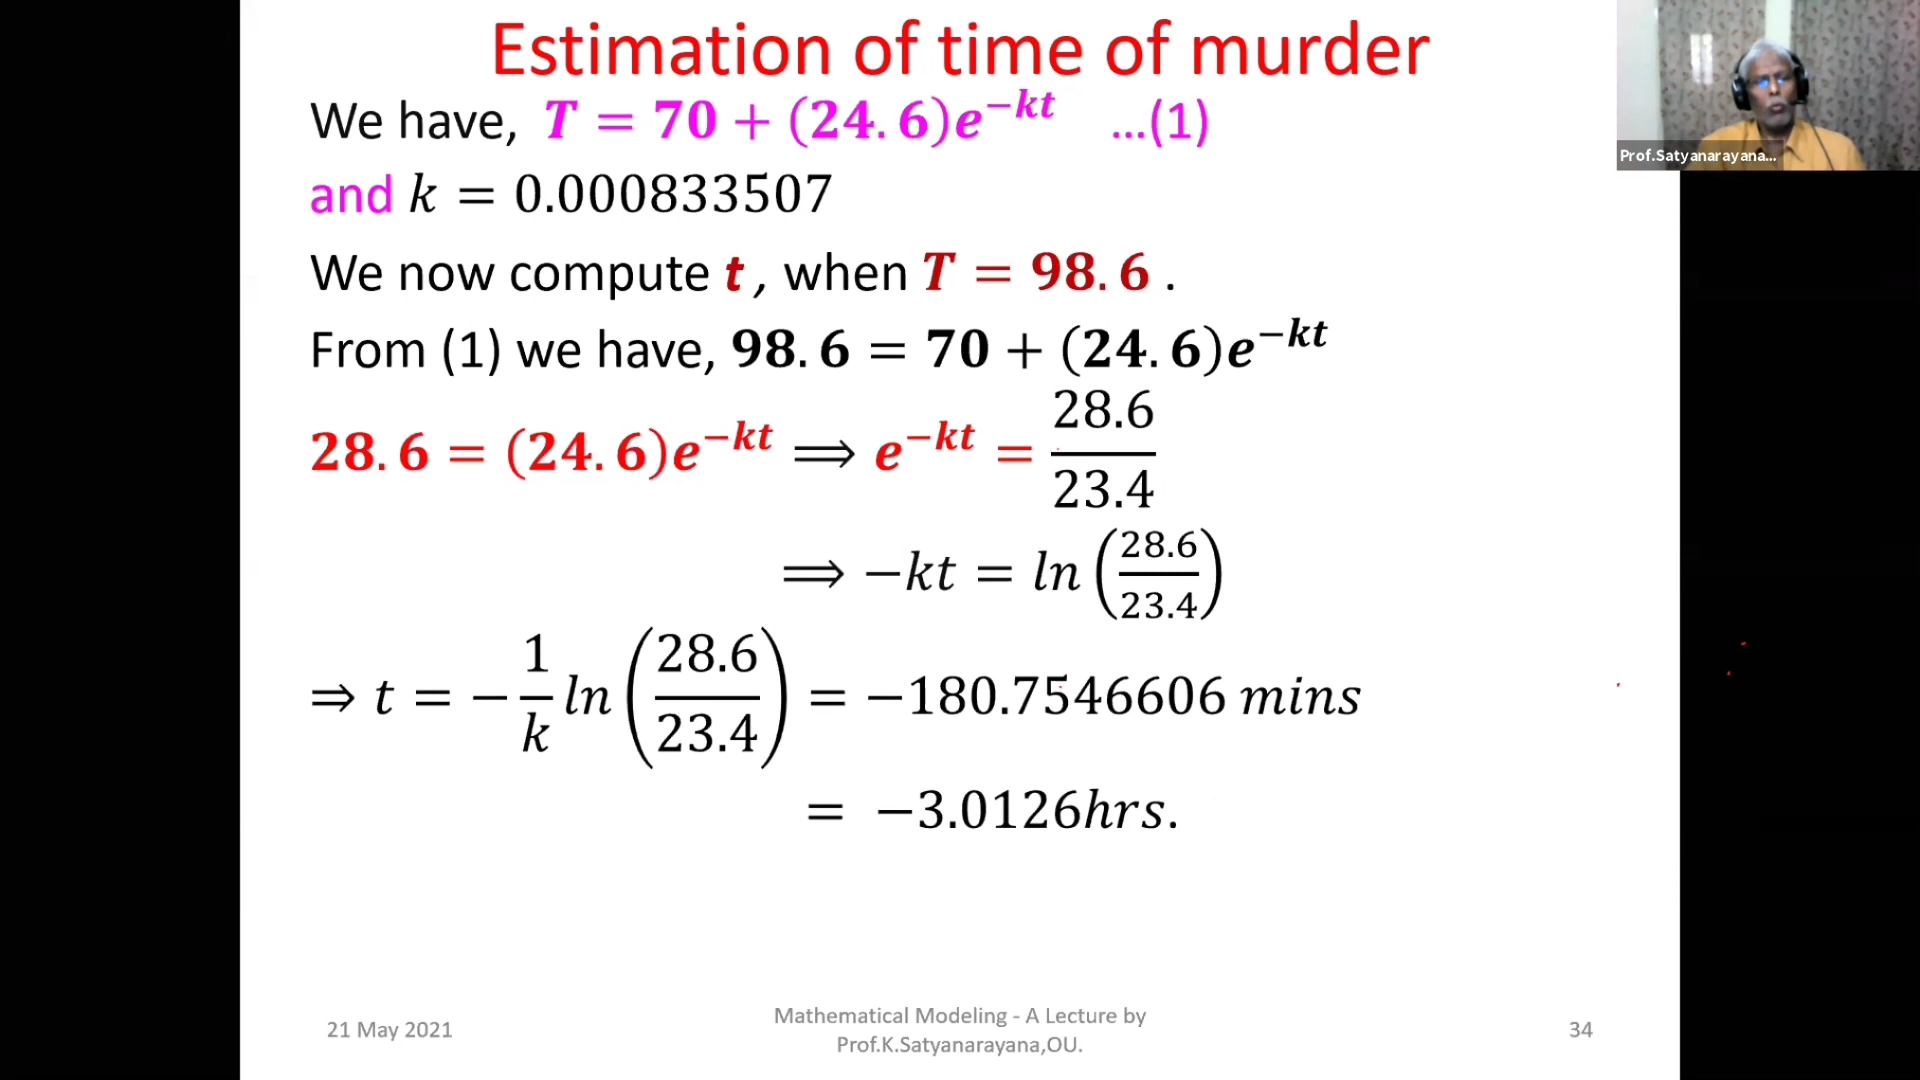 Estimation of time of murder
We have, T = 70 + (24.6)e^{−kt} ...(1)
and k = 0.000833507
We now compute t, when T = 98.6 .
From (1) we have, 98.6 = 70 + (24.6)e^{−kt}
28.6 = (24.6)e^{−kt} ⟹ e^{−kt} = 28.6/23.4
⟹ −kt = ln(28.6/23.4)
⇒ t = −1/k ln(28.6/23.4) = −180.7546606 mins
= −3.0126hrs.
Prof.Satyanarayana...
21 May 2021
Mathematical Modeling - A Lecture by
Prof.K.Satyanarayana,OU.
34